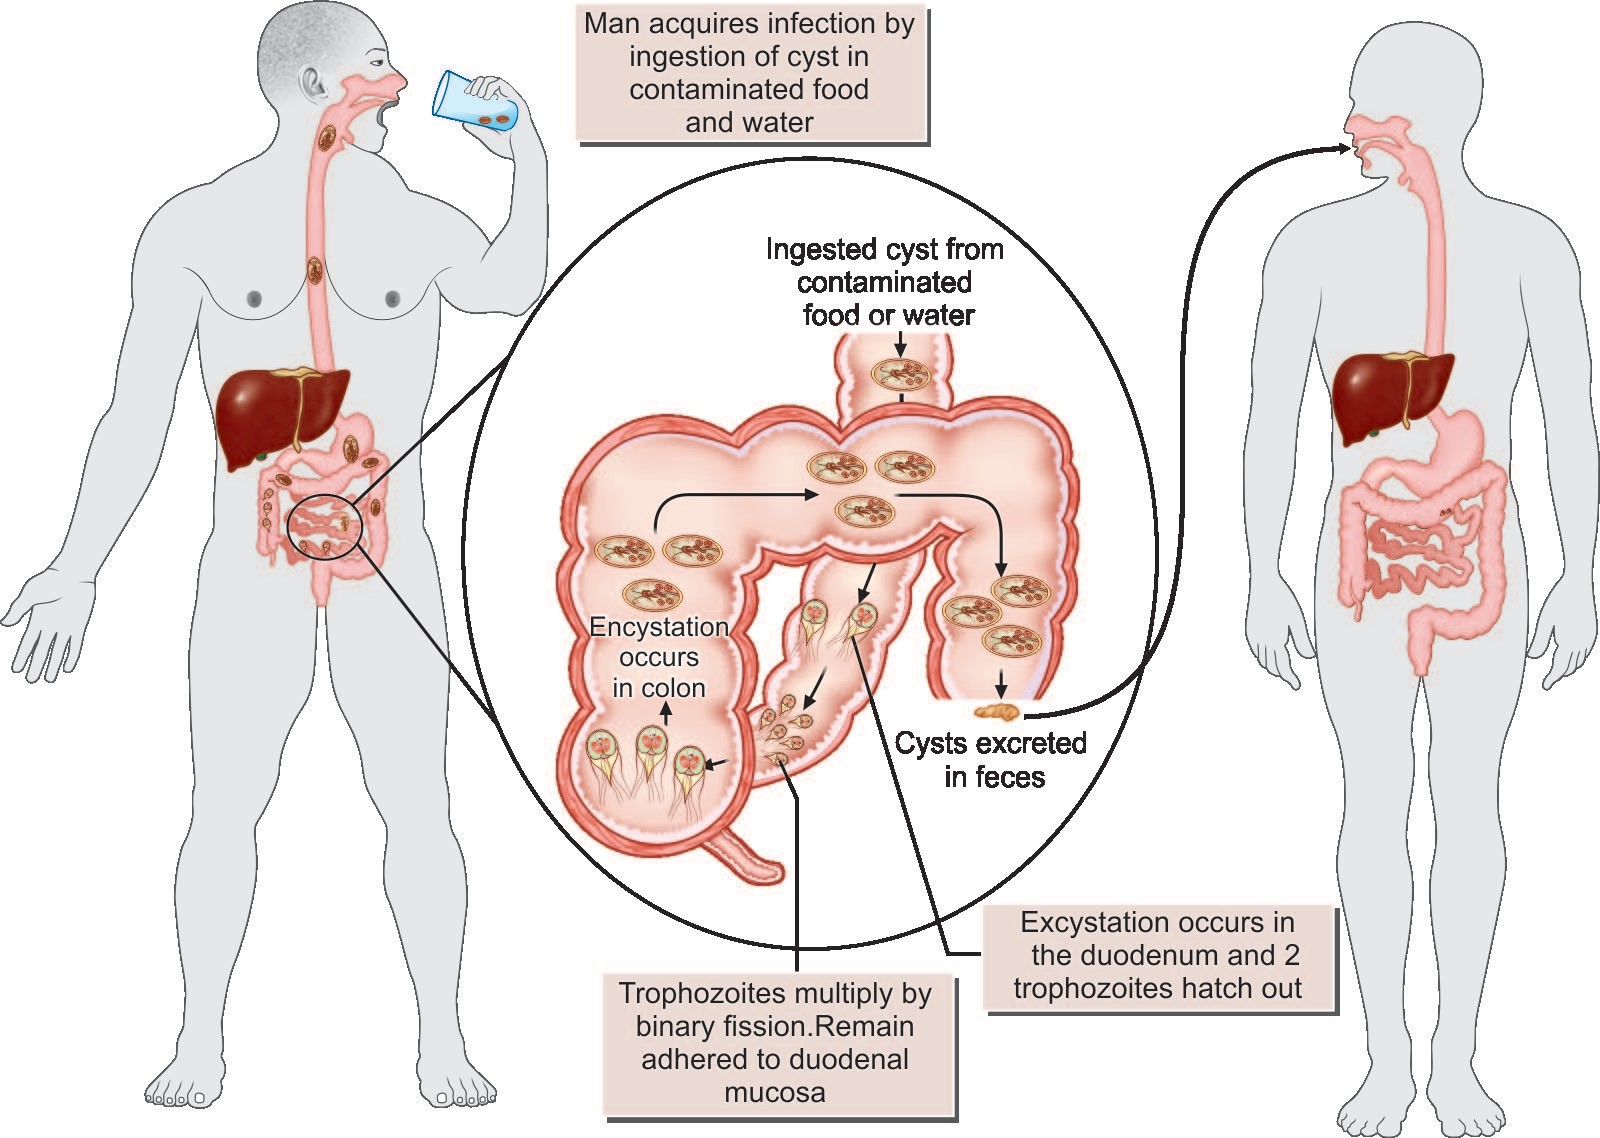 Man acquires infection by
ingestion of cyst in
contaminated food
and water
Ingested cyst from
contaminated
food or water
Encystation
occurs
in colon
Cysts excreted
in feces
Excystation occurs in
the duodenum and 2
trophozoites hatch out
Trophozoites multiply by
binary fission.Remain
adhered to duodenal
mucosa